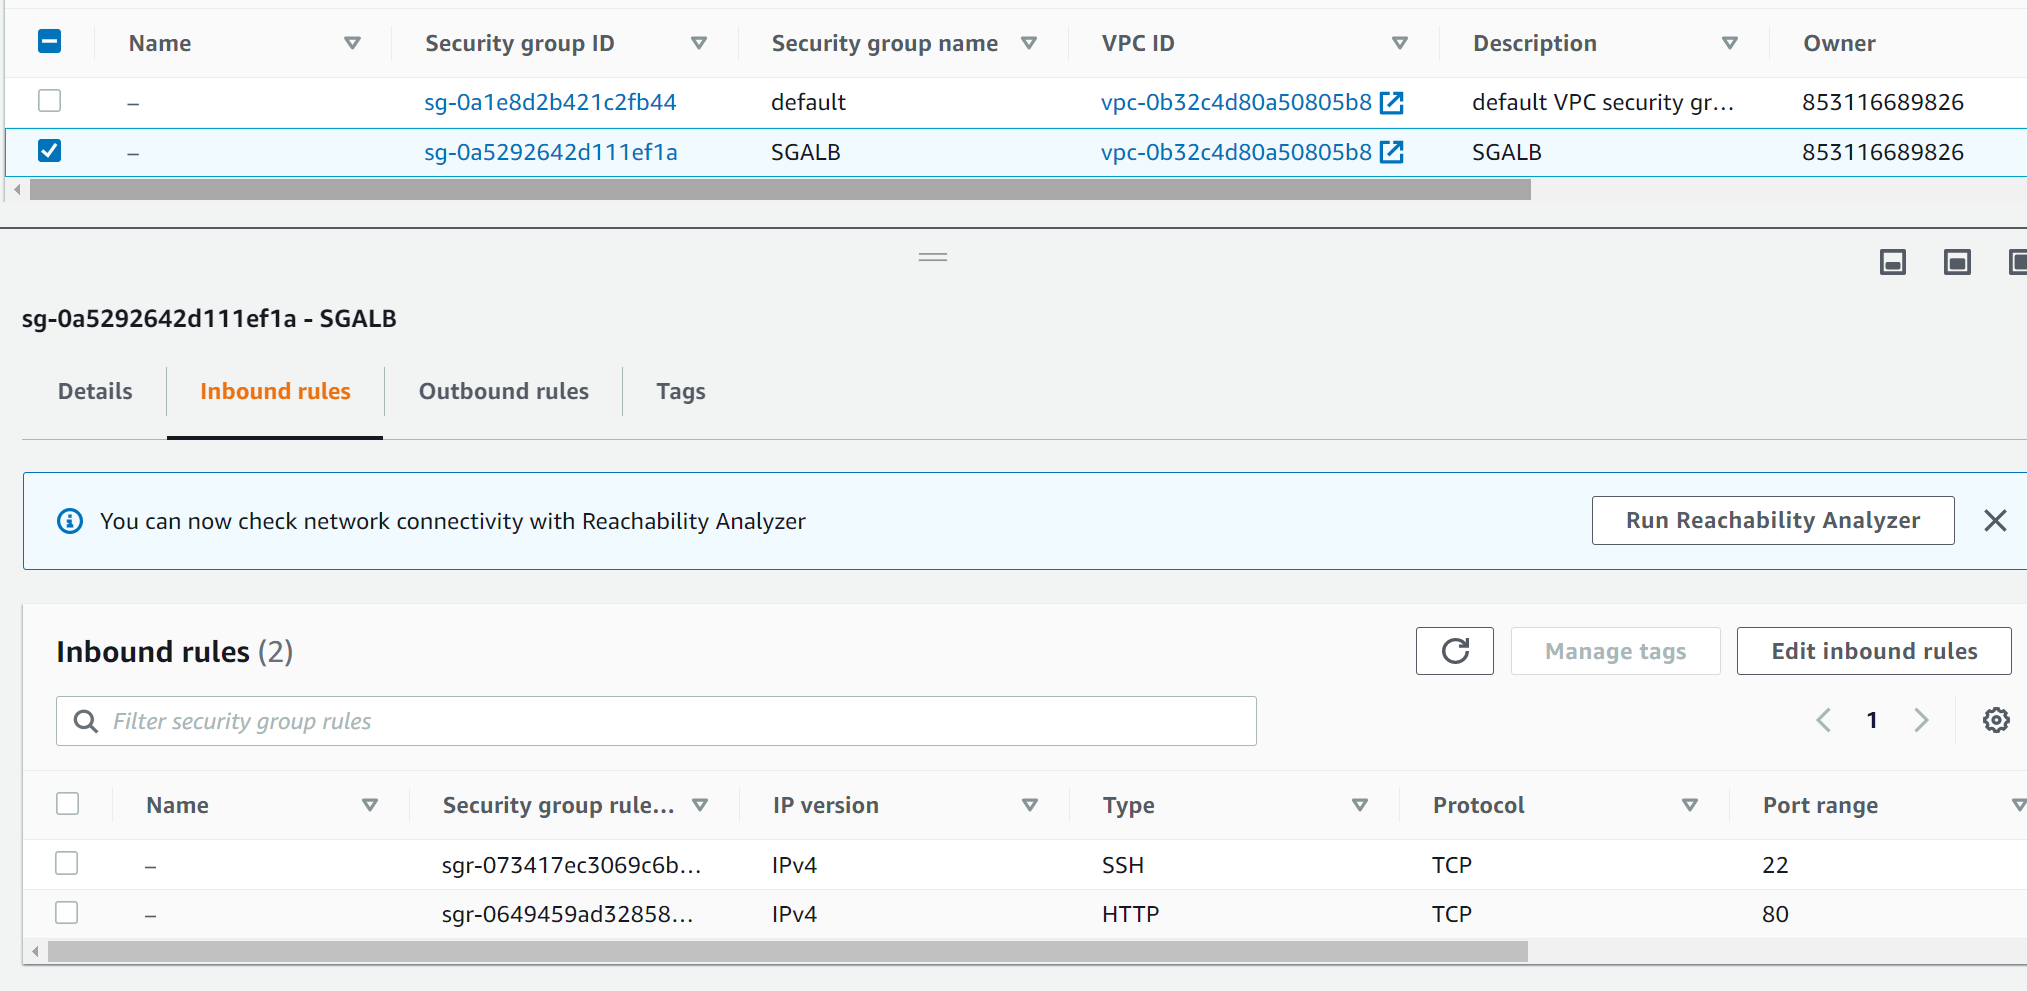 Name Security group ID Security group name VPC ID Description Owner
– sg-0a1e8d2b421c2fb44 default vpc-0b32c4d80a50805b8 default VPC security gr... 853116689826
– sg-0a5292642d111ef1a SGALB vpc-0b32c4d80a50805b8 SGALB 853116689826
sg-0a5292642d111ef1a - SGALB
Details Inbound rules Outbound rules Tags
You can now check network connectivity with Reachability Analyzer Run Reachability Analyzer
Inbound rules (2) Manage tags Edit inbound rules
Filter security group rules 1
Name Security group rule... IP version Type Protocol Port range
– sgr-073417ec3069c6b... IPv4 SSH TCP 22
– sgr-0649459ad32858... IPv4 HTTP TCP 80